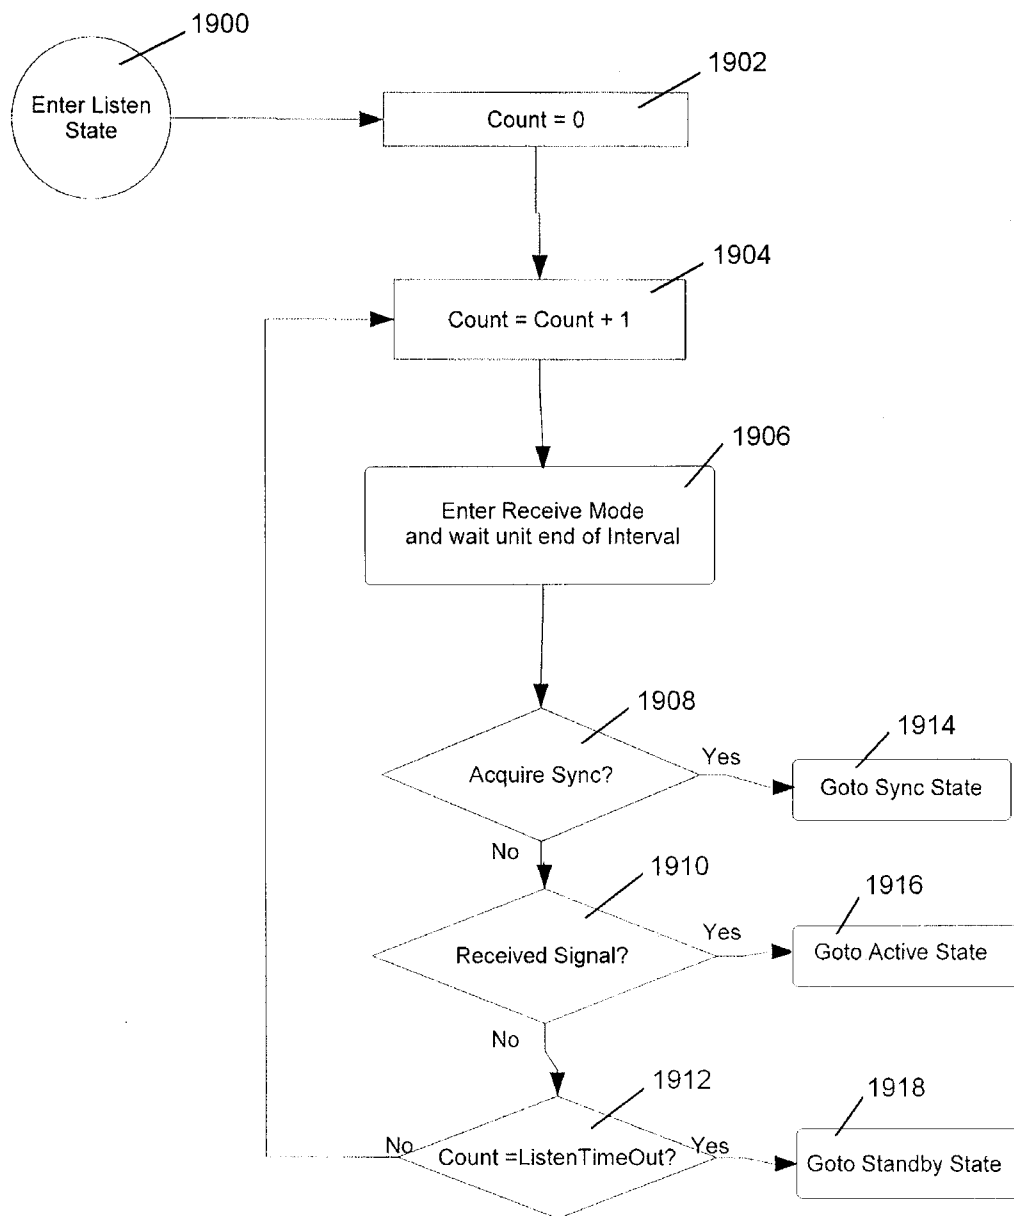 1900
Enter Listen
State
1902
Count = 0
1904
Count = Count + 1
1906
Enter Receive Mode
and wait unit end of Interval
1908
Acquire Sync?
Yes
1914
Goto Sync State
No
1910
Received Signal?
Yes
1916
Goto Active State
No
1912
Count =ListenTimeOut?
No
Yes
1918
Goto Standby State